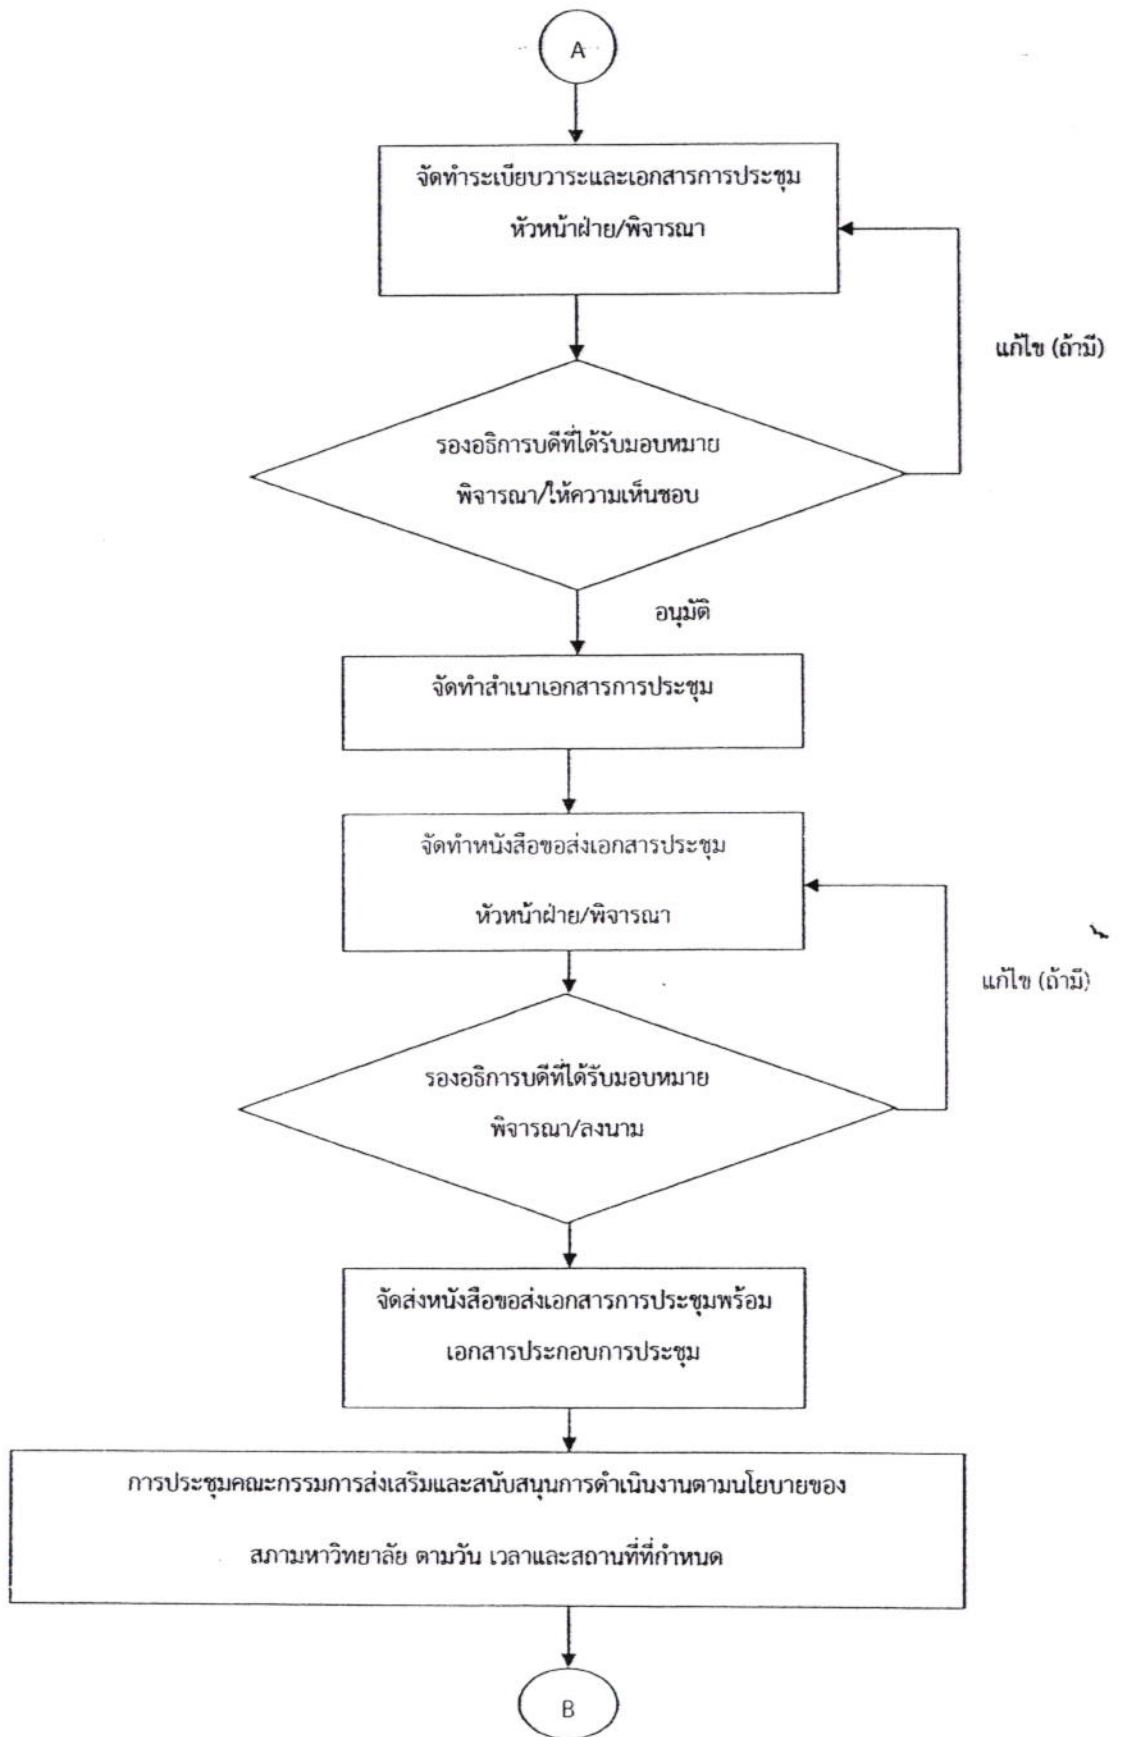 A
จัดทำระเบียบวาระและเอกสารการประชุม
หัวหน้าฝ่าย/พิจารณา
แก้ไข (ถ้ามี)
รองอธิการบดีที่ได้รับมอบหมาย
พิจารณา/ให้ความเห็นชอบ
อนุมัติ
จัดทำสำเนาเอกสารการประชุม
จัดทำหนังสือขอส่งเอกสารประชุม
หัวหน้าฝ่าย/พิจารณา
แก้ไข (ถ้ามี)
รองอธิการบดีที่ได้รับมอบหมาย
พิจารณา/ลงนาม
จัดส่งหนังสือขอส่งเอกสารการประชุมพร้อม
เอกสารประกอบการประชุม
การประชุมคณะกรรมการส่งเสริมและสนับสนุนการดำเนินงานตามนโยบายของ
สภามหาวิทยาลัย ตามวัน เวลาและสถานที่ที่กำหนด
B